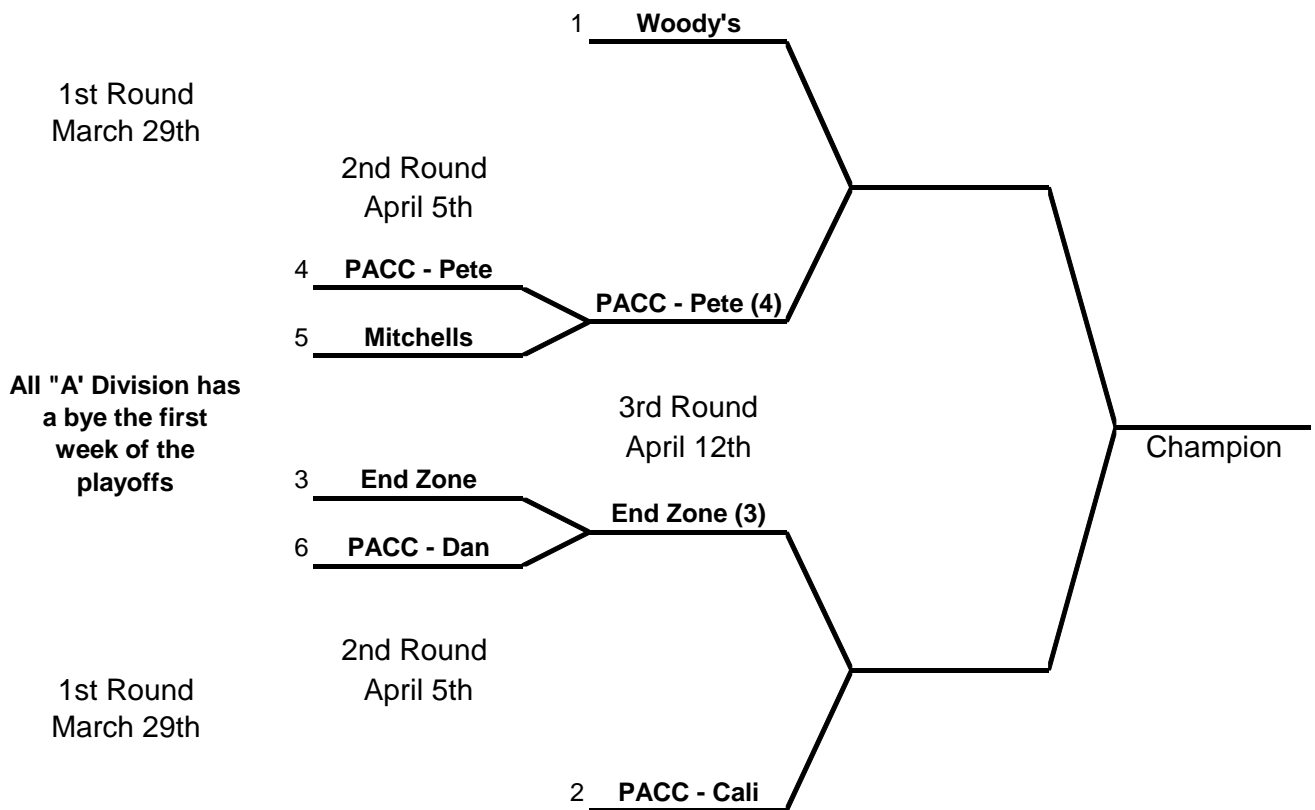 1 Woody's
1st Round
March 29th
2nd Round
April 5th
4 PACC - Pete
PACC - Pete (4)
5 Mitchells
All "A' Division has
a bye the first
week of the
playoffs
3rd Round
April 12th
Champion
3 End Zone
End Zone (3)
6 PACC - Dan
2nd Round
April 5th
1st Round
March 29th
2 PACC - Cali